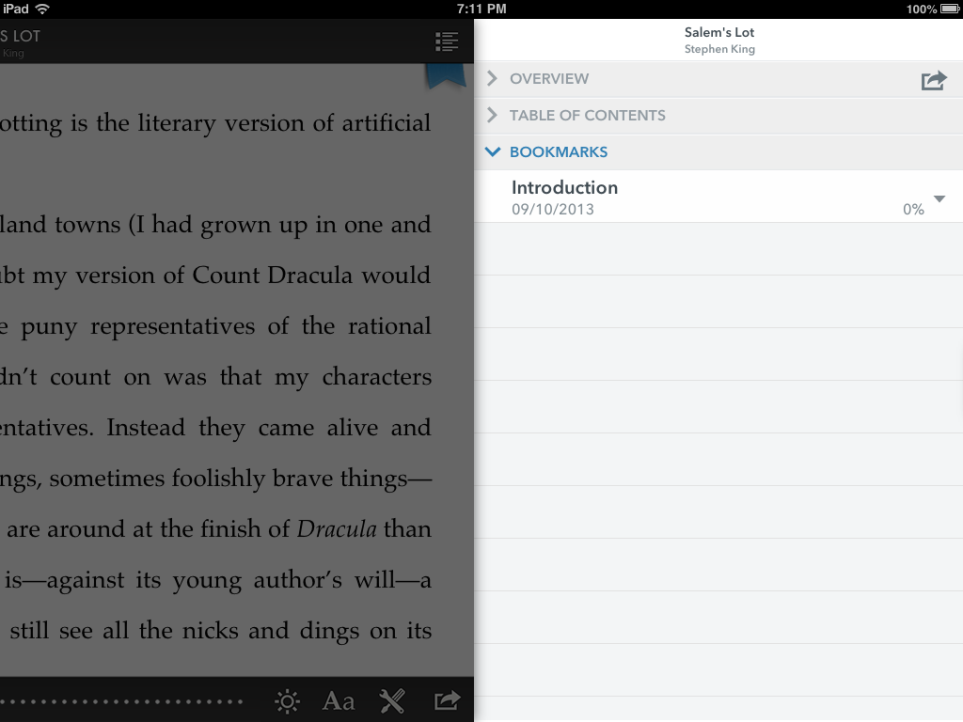 iPad
7:11 PM
100%
S LOT
King
otting is the literary version of artificial
land towns (I had grown up in one and
ubt my version of Count Dracula would
e puny representatives of the rational
dn't count on was that my characters
entatives. Instead they came alive and
ngs, sometimes foolishly brave things—
are around at the finish of Dracula than
is—against its young author's will—a
still see all the nicks and dings on its
Aa
Salem's Lot
Stephen King
OVERVIEW
TABLE OF CONTENTS
BOOKMARKS
Introduction
09/10/2013
0%